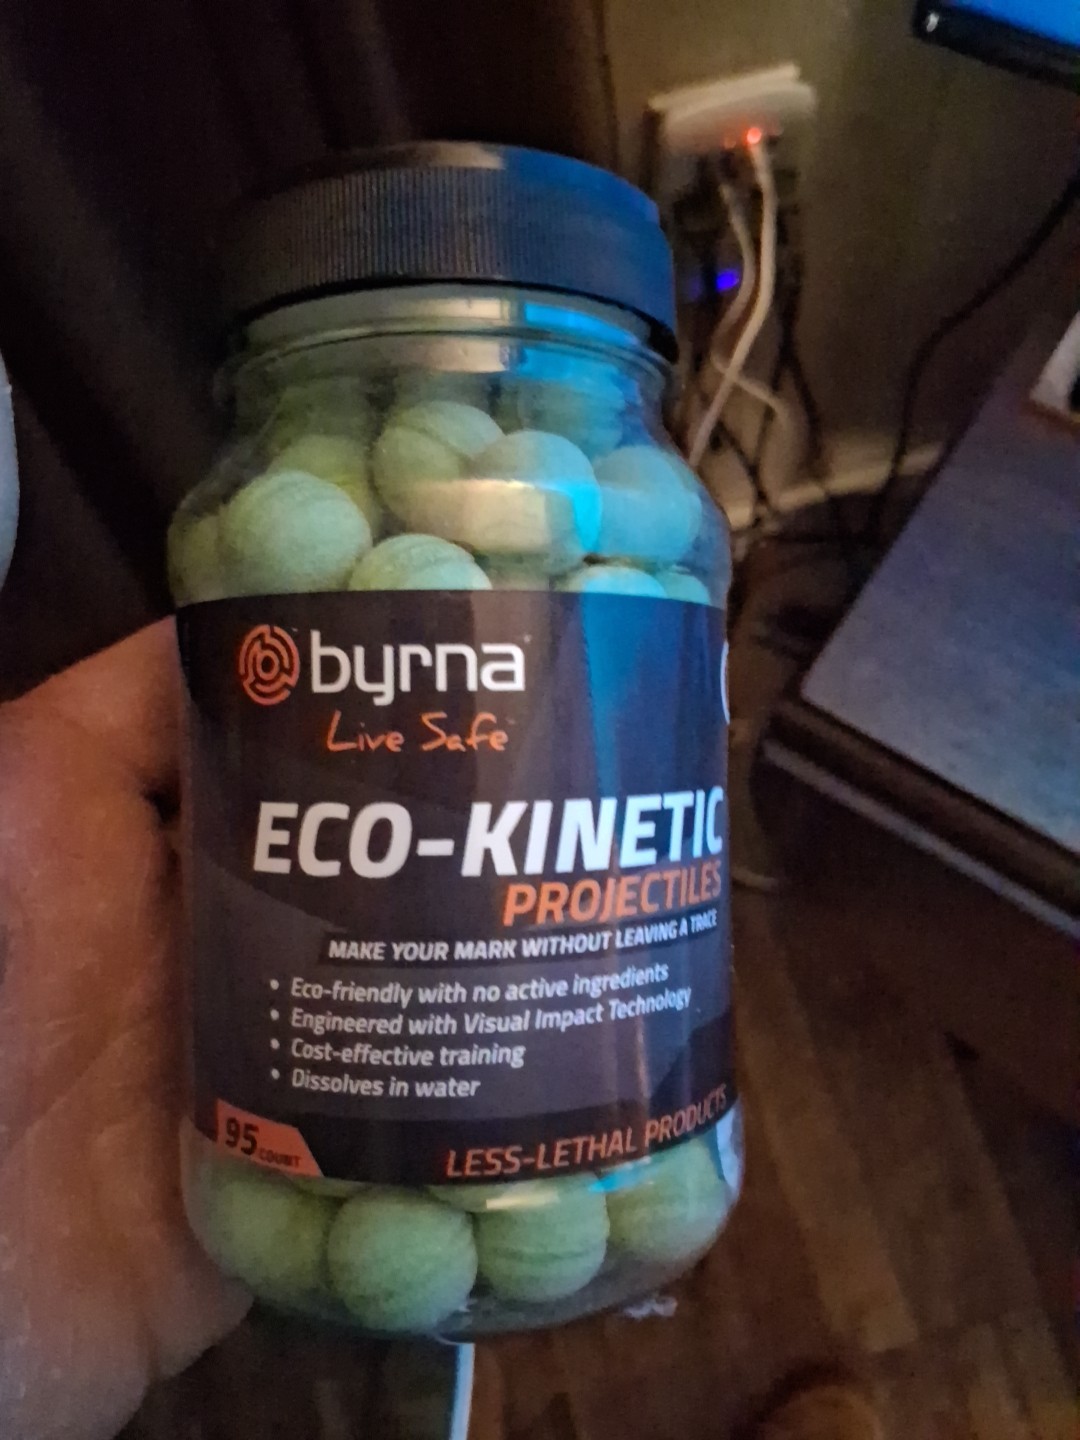 byrna
Live Safe
ECO-KINETIC
PROJECTILES
MAKE YOUR MARK WITHOUT LEAVING A TRACE
• Eco-friendly with no active ingredients
• Engineered with Visual Impact Technology
• Cost-effective training
• Dissolves in water
95 COUNT
LESS-LETHAL PRODUCTS